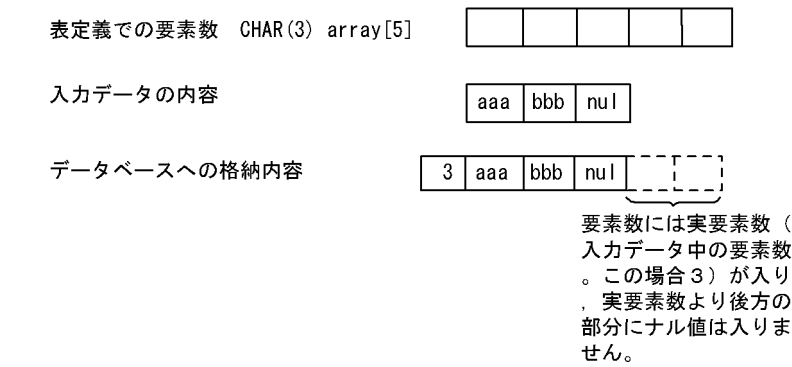 表定義での要素数 CHAR(3) array[5]
入力データの内容
aaa bbb nul
データベースへの格納内容
3 aaa bbb nul
要素数には実要素数（
入力データ中の要素数
。この場合３）が入り
，実要素数より後方の
部分にナル値は入りま
せん。